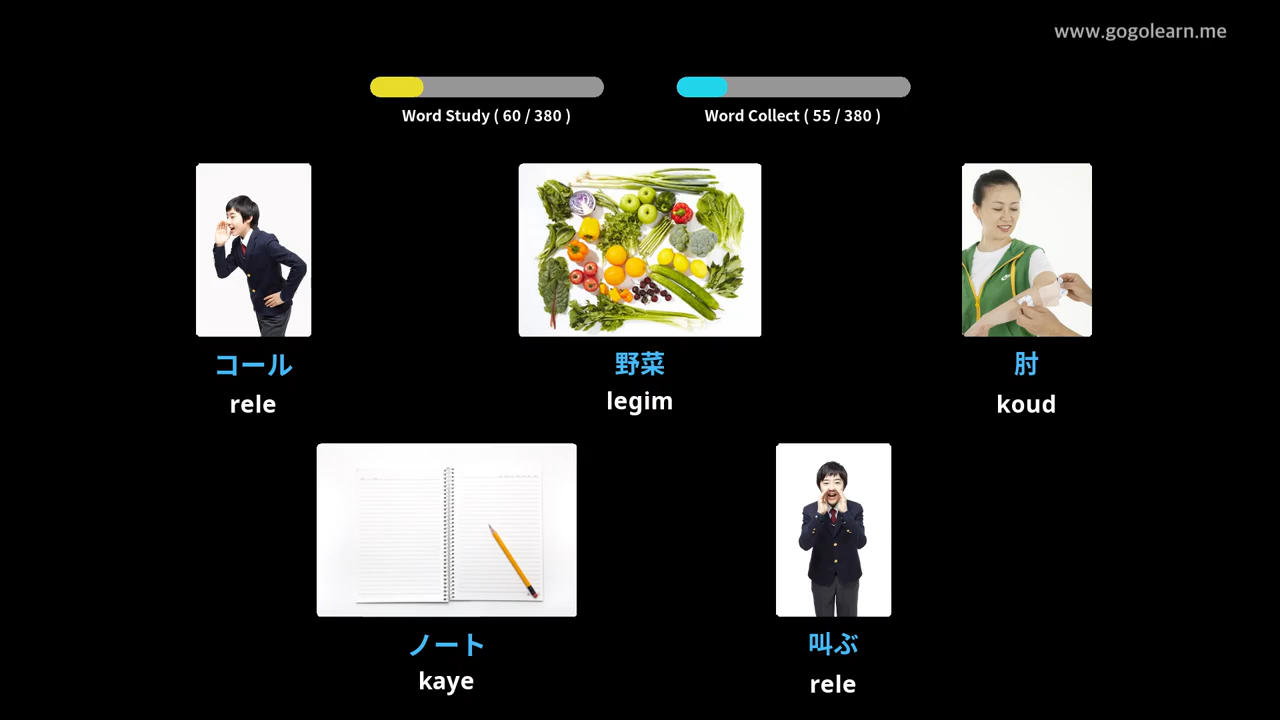 www.gogolearn.me
Word Study ( 60 / 380 )
Word Collect ( 55 / 380 )
コール
rele
野菜
legim
肘
koud
ノート
kaye
叫ぶ
rele